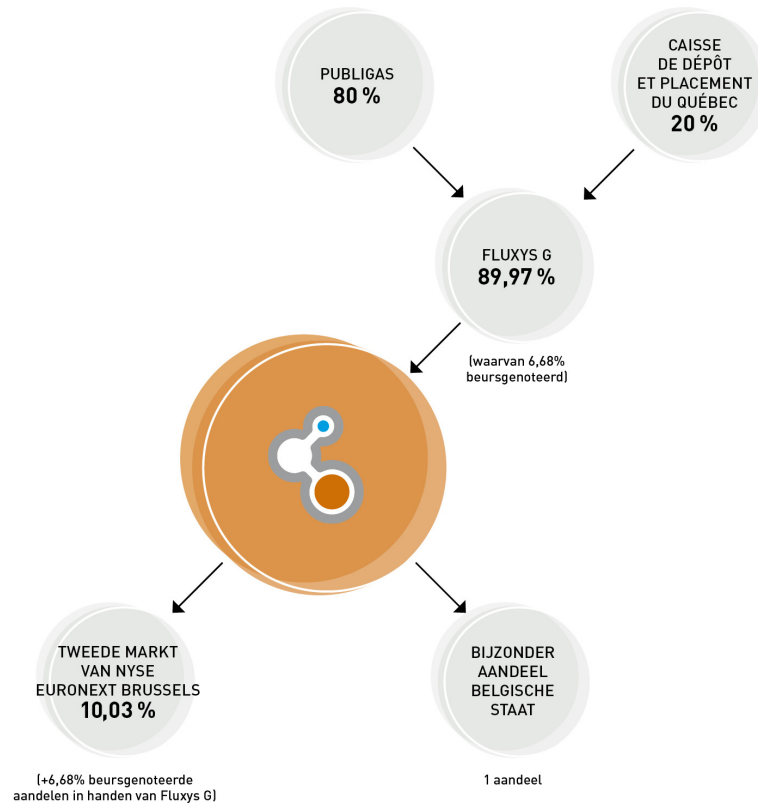 PUBLIGAS
80 %
CAISSE
DE DÉPÔT
ET PLACEMENT
DU QUÉBEC
20 %
FLUXYS G
89,97 %
(waarvan 6,68%
beursgenoteerd)
TWEEDE MARKT
VAN NYSE
EURONEXT BRUSSELS
10,03 %
(+6,68% beursgenoteerde
aandelen in handen van Fluxys G)
BIJZONDER
AANDEEL
BELGISCHE
STAAT
1 aandeel